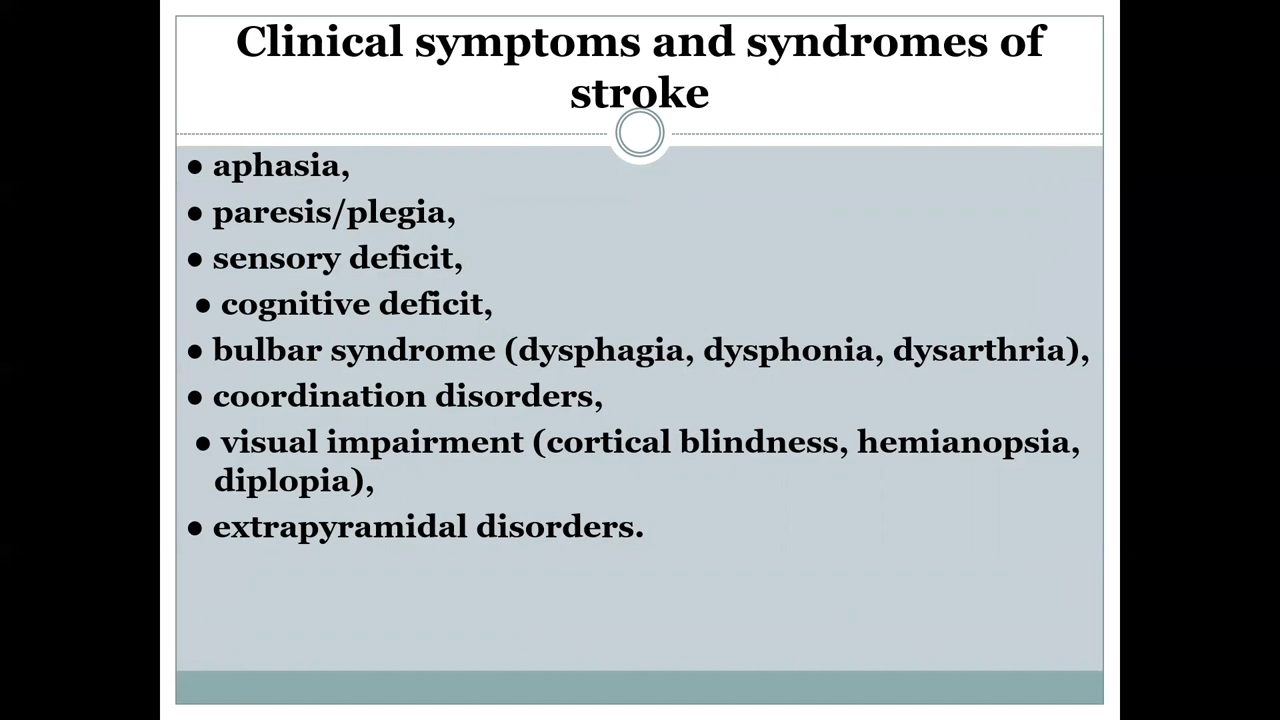 Clinical symptoms and syndromes of
stroke
● aphasia,
● paresis/plegia,
● sensory deficit,
● cognitive deficit,
● bulbar syndrome (dysphagia, dysphonia, dysarthria),
● coordination disorders,
● visual impairment (cortical blindness, hemianopsia,
diplopia),
● extrapyramidal disorders.